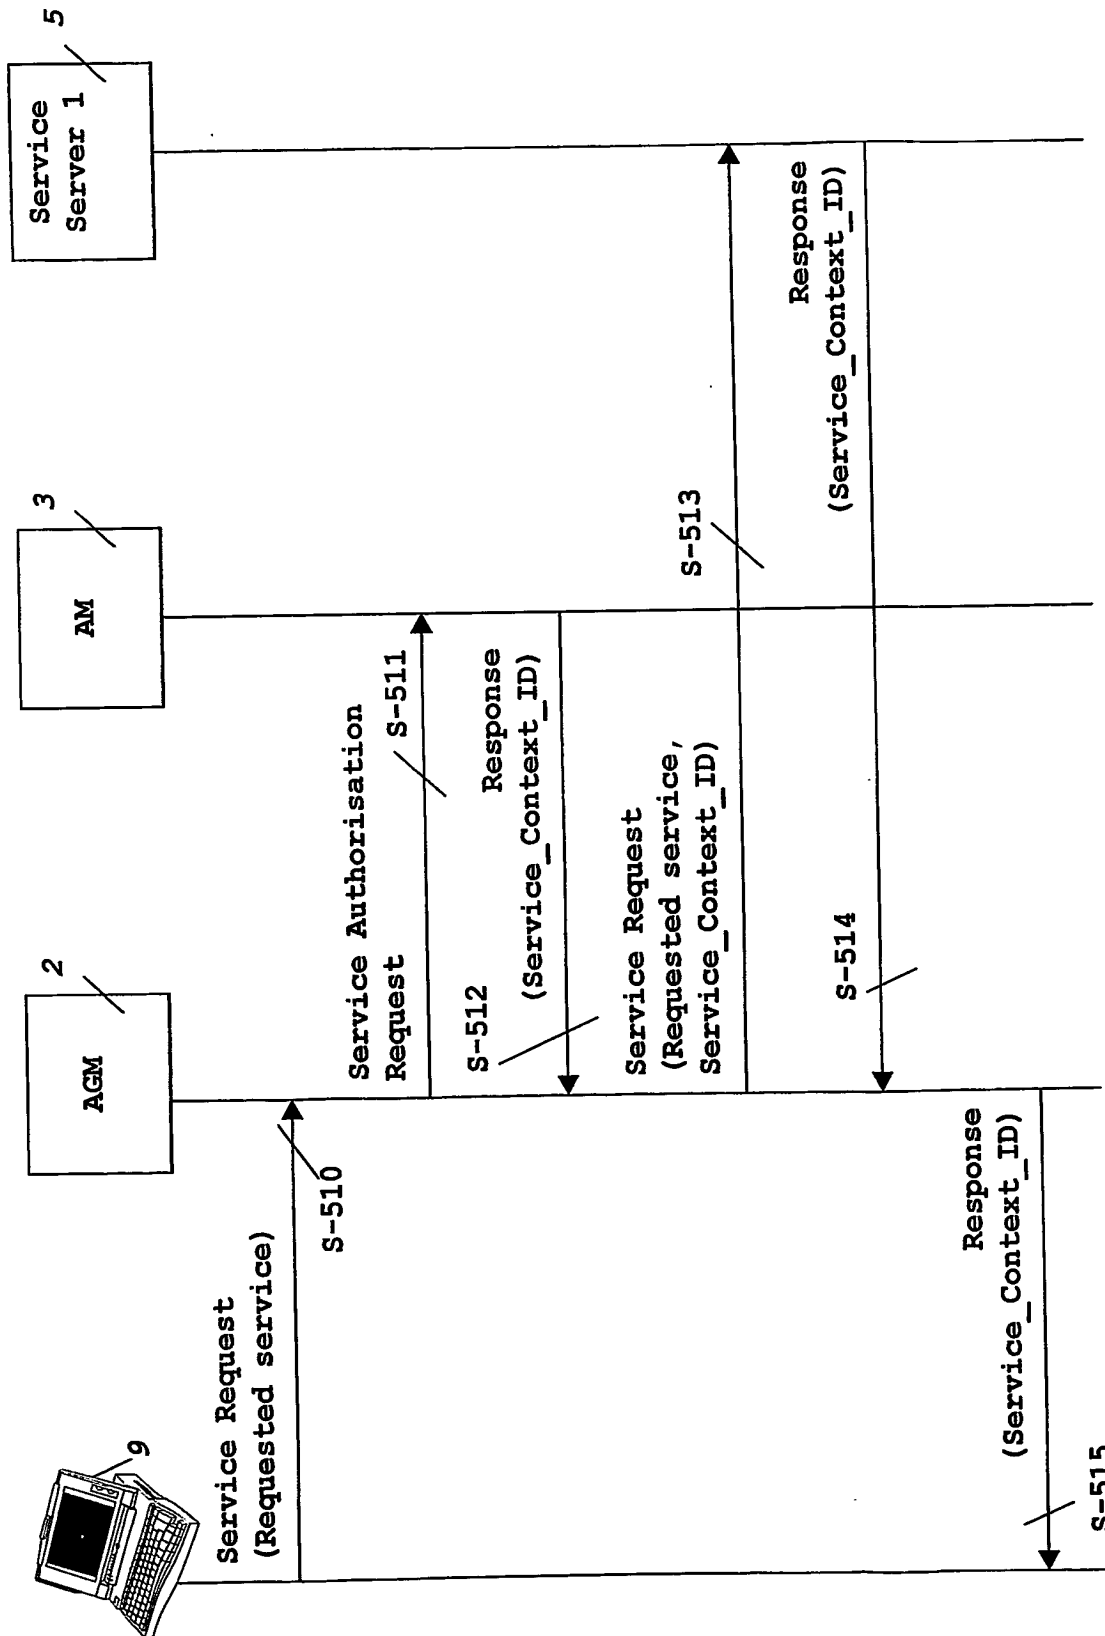 9
AGM
2
AM
3
Service
Server 1
5
Service Request
(Requested service)
S-510
Service Authorisation
Request
S-511
Response
(Service_Context_ID)
S-512
Service Request
(Requested service,
Service_Context_ID)
S-513
Response
(Service_Context_ID)
S-514
Response
(Service_Context_ID)
S-515